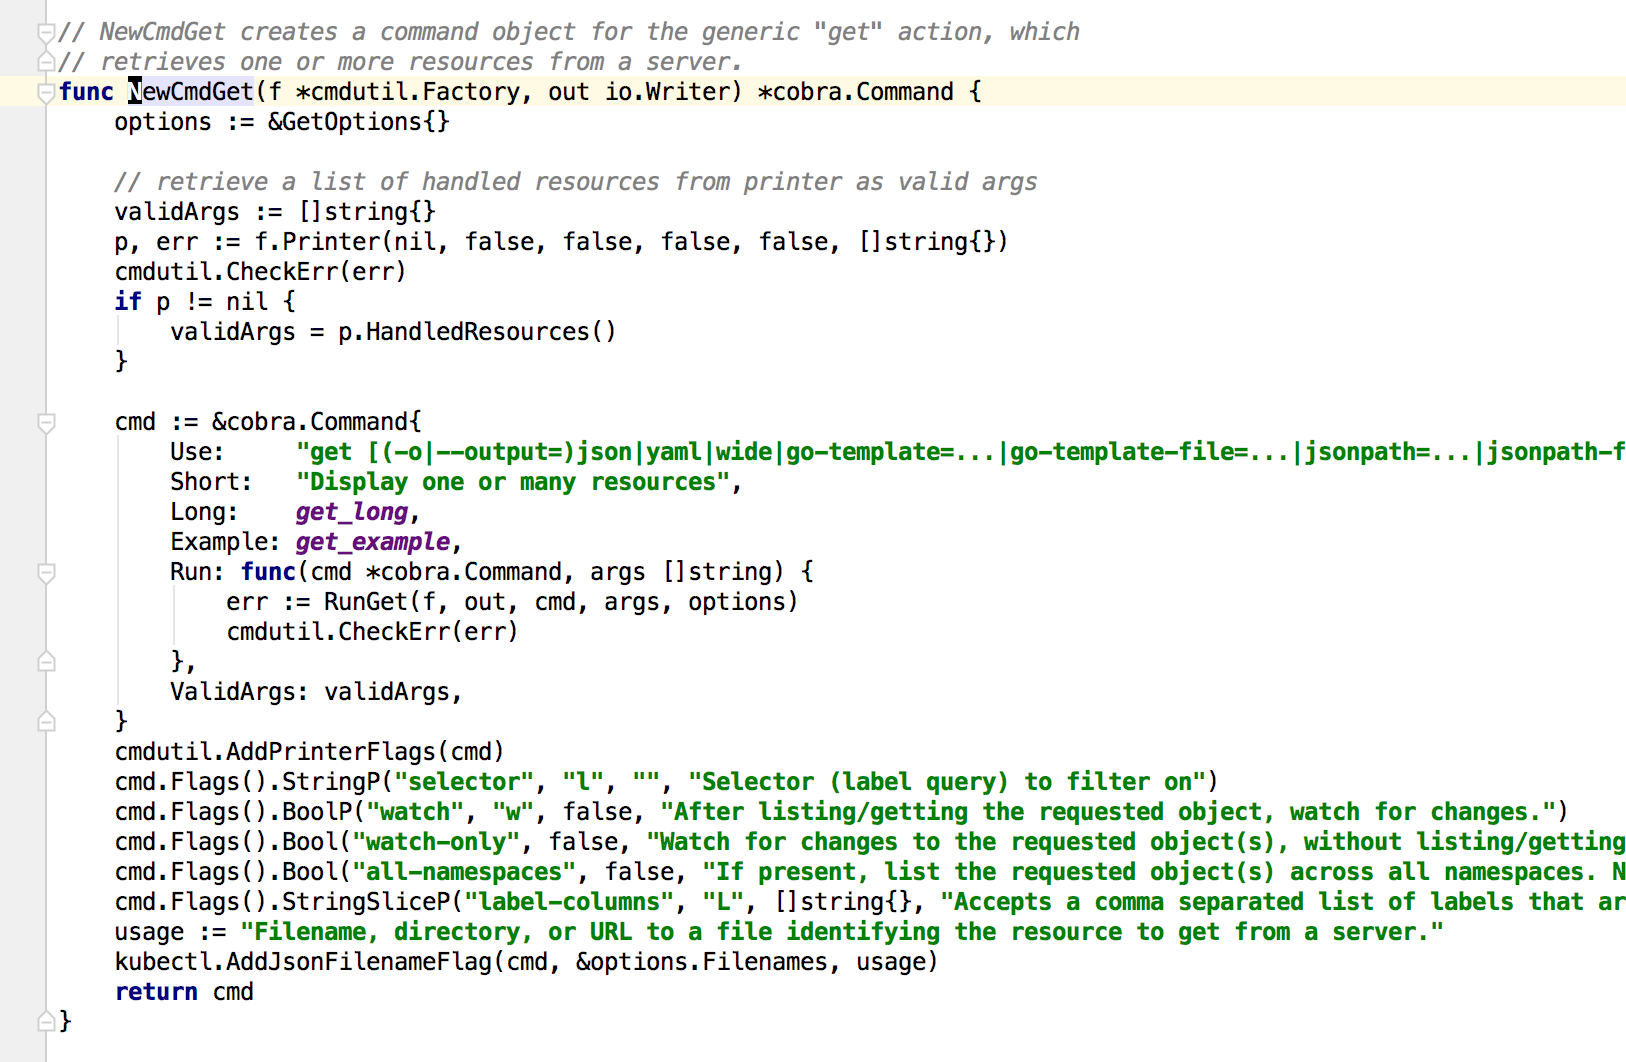 // NewCmdGet creates a command object for the generic "get" action, which
// retrieves one or more resources from a server.
func NewCmdGet(f *cmdutil.Factory, out io.Writer) *cobra.Command {
    options := &GetOptions{}

    // retrieve a list of handled resources from printer as valid args
    validArgs := []string{}
    p, err := f.Printer(nil, false, false, false, false, []string{})
    cmdutil.CheckErr(err)
    if p != nil {
        validArgs = p.HandledResources()
    }

    cmd := &cobra.Command{
        Use:     "get [(-o|--output=)json|yaml|wide|go-template=...|go-template-file=...|jsonpath=...|jsonpath-f
        Short:   "Display one or many resources",
        Long:    get_long,
        Example: get_example,
        Run: func(cmd *cobra.Command, args []string) {
            err := RunGet(f, out, cmd, args, options)
            cmdutil.CheckErr(err)
        },
        ValidArgs: validArgs,
    }
    cmdutil.AddPrinterFlags(cmd)
    cmd.Flags().StringP("selector", "l", "", "Selector (label query) to filter on")
    cmd.Flags().BoolP("watch", "w", false, "After listing/getting the requested object, watch for changes.")
    cmd.Flags().Bool("watch-only", false, "Watch for changes to the requested object(s), without listing/getting
    cmd.Flags().Bool("all-namespaces", false, "If present, list the requested object(s) across all namespaces. N
    cmd.Flags().StringSliceP("label-columns", "L", []string{}, "Accepts a comma separated list of labels that ar
    usage := "Filename, directory, or URL to a file identifying the resource to get from a server."
    kubectl.AddJsonFilenameFlag(cmd, &options.Filenames, usage)
    return cmd
}